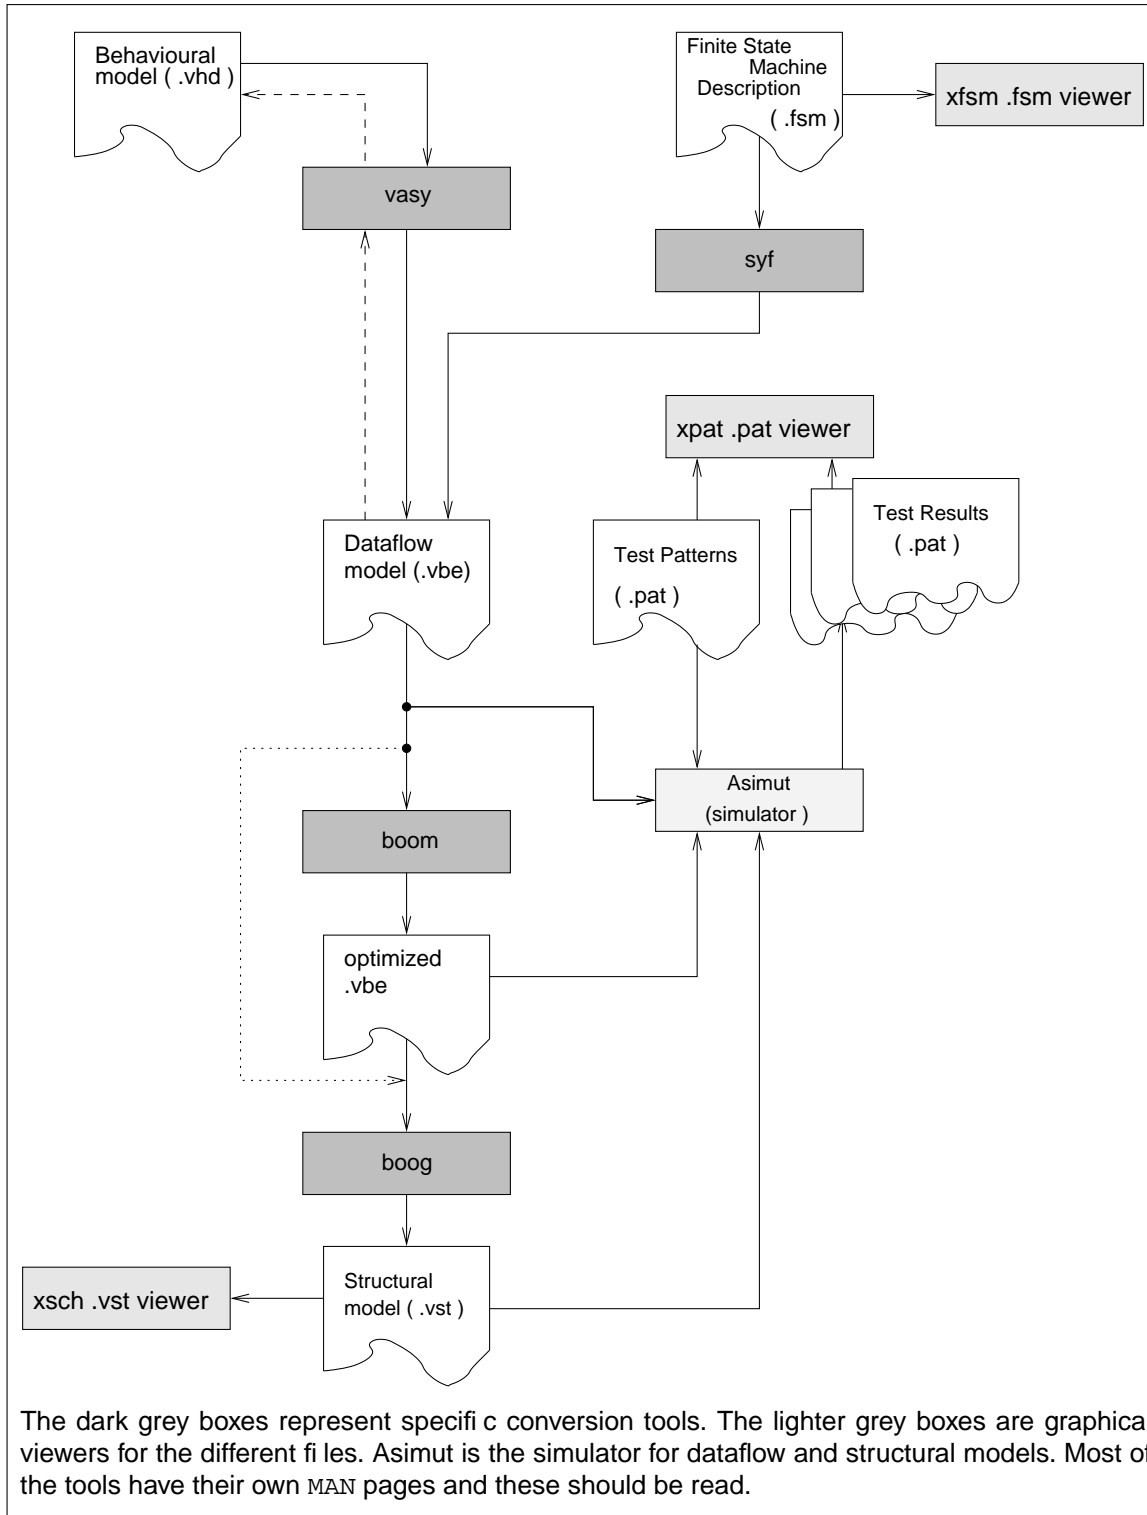 Behavioural
model ( .vhd )
Finite State
Machine
Description
( .fsm )
xfsm .fsm viewer
vasy
syf
xpat .pat viewer
Test Results
( .pat )
Dataflow
model (.vbe)
Test Patterns
( .pat )
Asimut
(simulator )
boom
optimized
.vbe
boog
Structural
model ( .vst )
xsch .vst viewer
The dark grey boxes represent specifi c conversion tools. The lighter grey boxes are graphica
viewers for the different fi les. Asimut is the simulator for dataflow and structural models. Most of
the tools have their own MAN pages and these should be read.